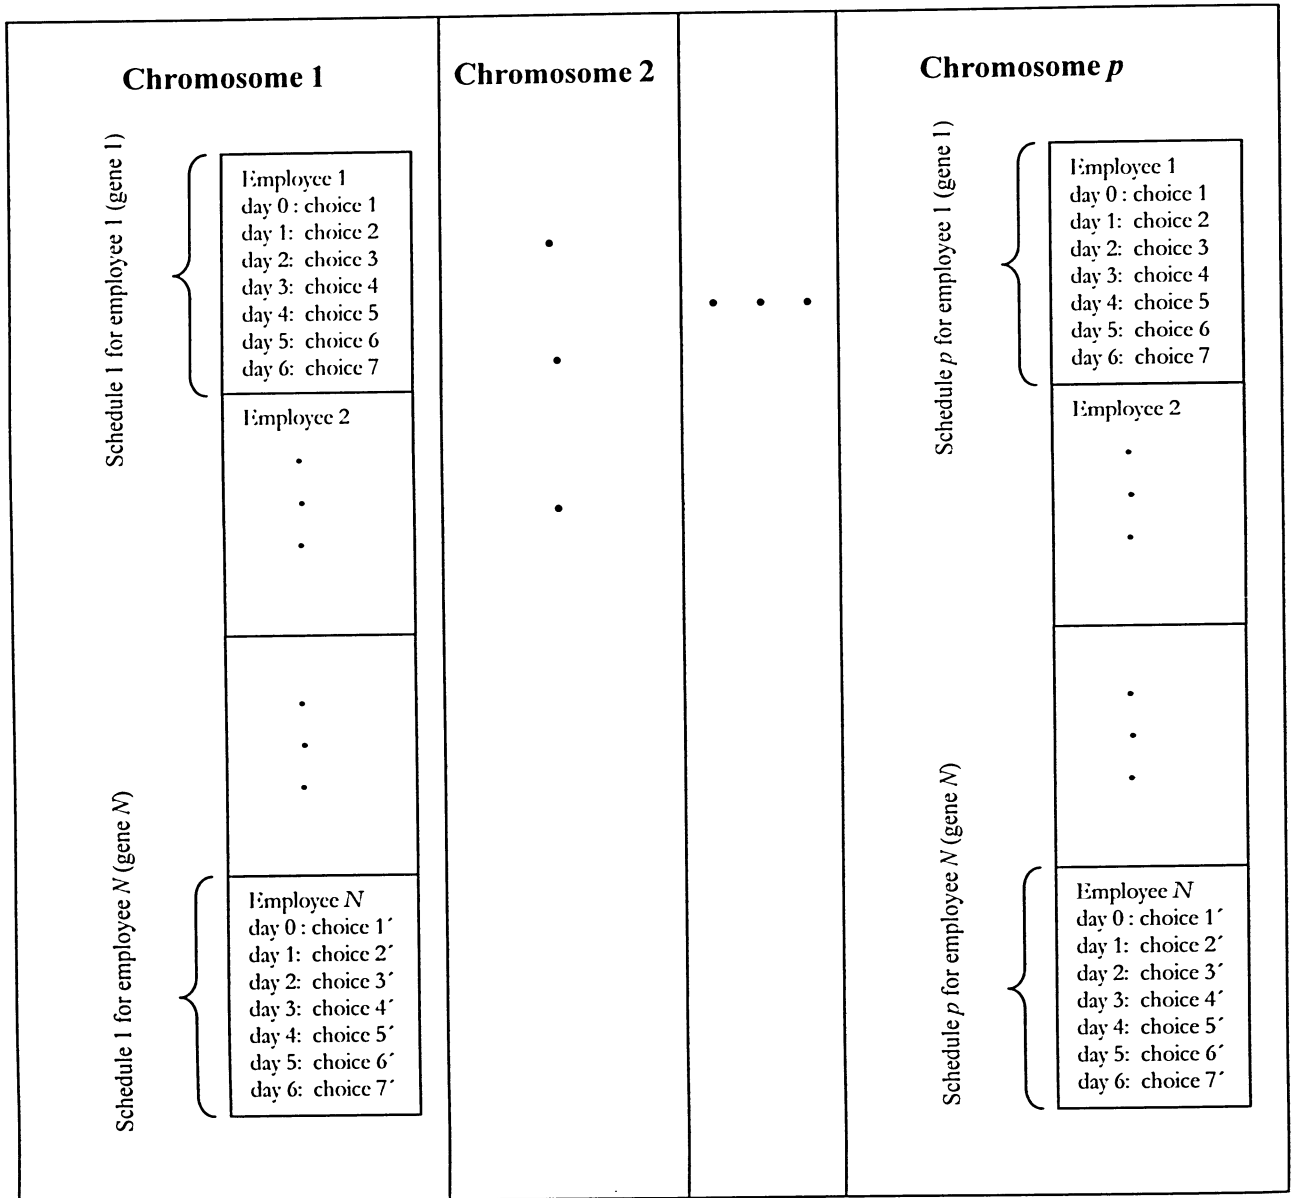 Chromosome 1
Schedule 1 for employee 1 (gene 1)
Employee 1
day 0 : choice 1
day 1: choice 2
day 2: choice 3
day 3: choice 4
day 4: choice 5
day 5: choice 6
day 6: choice 7
Employee 2
Schedule 1 for employee N (gene N)
Employee N
day 0 : choice 1´
day 1: choice 2´
day 2: choice 3´
day 3: choice 4´
day 4: choice 5´
day 5: choice 6´
day 6: choice 7´
Chromosome 2
Chromosome p
Schedule p for employee 1 (gene 1)
Employee 1
day 0 : choice 1
day 1: choice 2
day 2: choice 3
day 3: choice 4
day 4: choice 5
day 5: choice 6
day 6: choice 7
Employee 2
Schedule p for employee N (gene N)
Employee N
day 0 : choice 1´
day 1: choice 2´
day 2: choice 3´
day 3: choice 4´
day 4: choice 5´
day 5: choice 6´
day 6: choice 7´